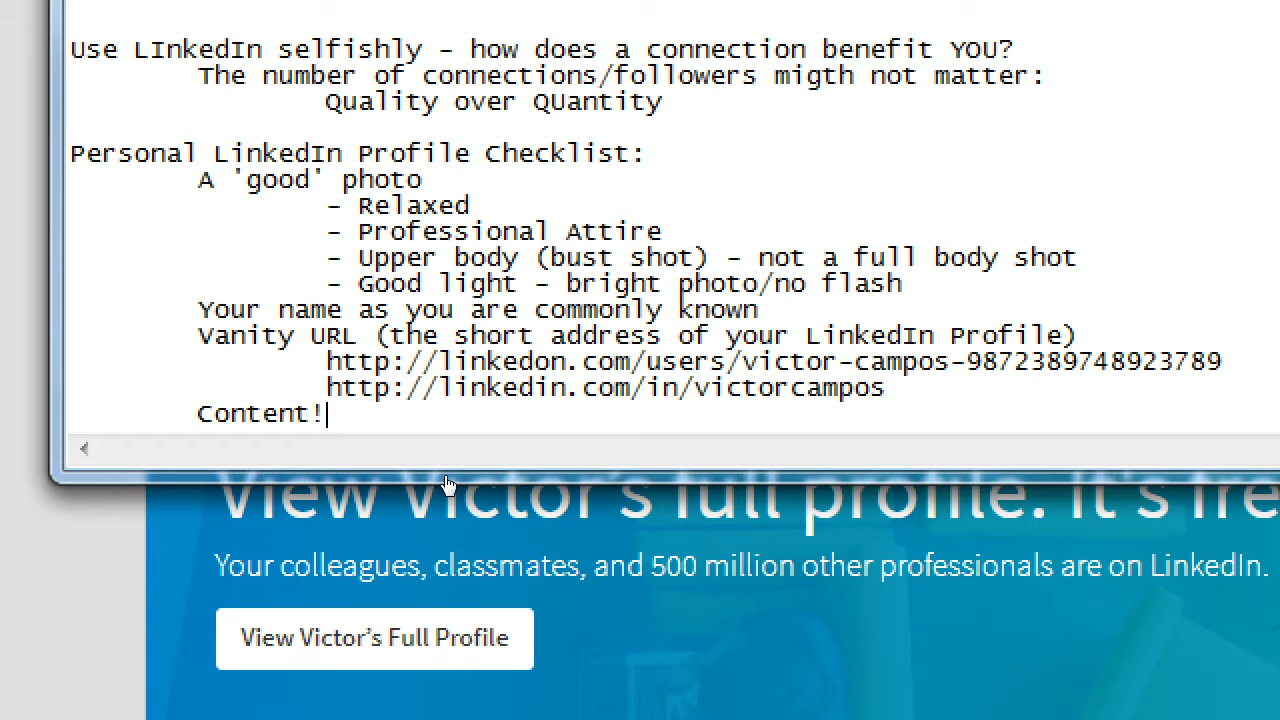 Use LInkedIn selfishly - how does a connection benefit YOU?
The number of connections/followers migth not matter:
Quality over QUantity
Personal LinkedIn Profile Checklist:
A 'good' photo
- Relaxed
- Professional Attire
- Upper body (bust shot) - not a full body shot
- Good light - bright photo/no flash
Your name as you are commonly known
Vanity URL (the short address of your LinkedIn Profile)
http://linkedon.com/users/victor-campos-9872389748923789
http://linkedin.com/in/victorcampos
Content!
View Victor's full profile. It's fre
Your colleagues, classmates, and 500 million other professionals are on LinkedIn.
View Victor's Full Profile